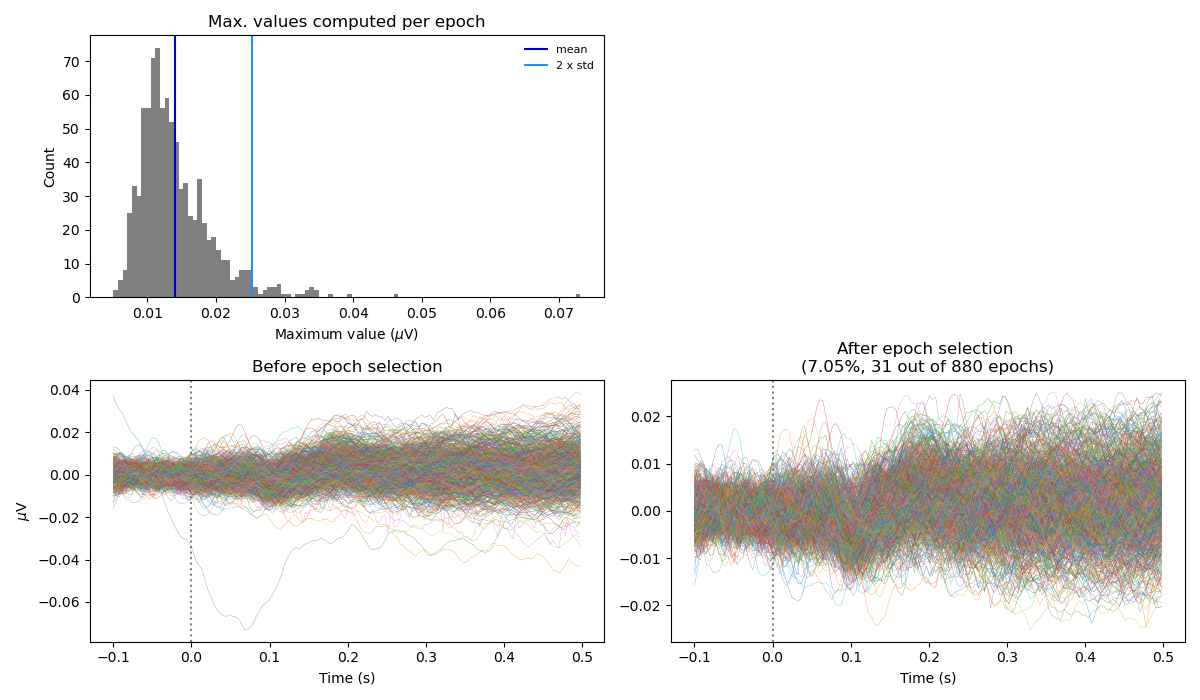 Max. values computed per epoch
mean
2 x std
Count
70
60
50
40
30
20
10
0
0.01 0.02 0.03 0.04 0.05 0.06 0.07
Maximum value (μV)
Before epoch selection
μV
0.04
0.02
0.00
−0.02
−0.04
−0.06
−0.1 0.0 0.1 0.2 0.3 0.4 0.5
Time (s)
After epoch selection
(7.05%, 31 out of 880 epochs)
0.02
0.01
0.00
−0.01
−0.02
−0.1 0.0 0.1 0.2 0.3 0.4 0.5
Time (s)